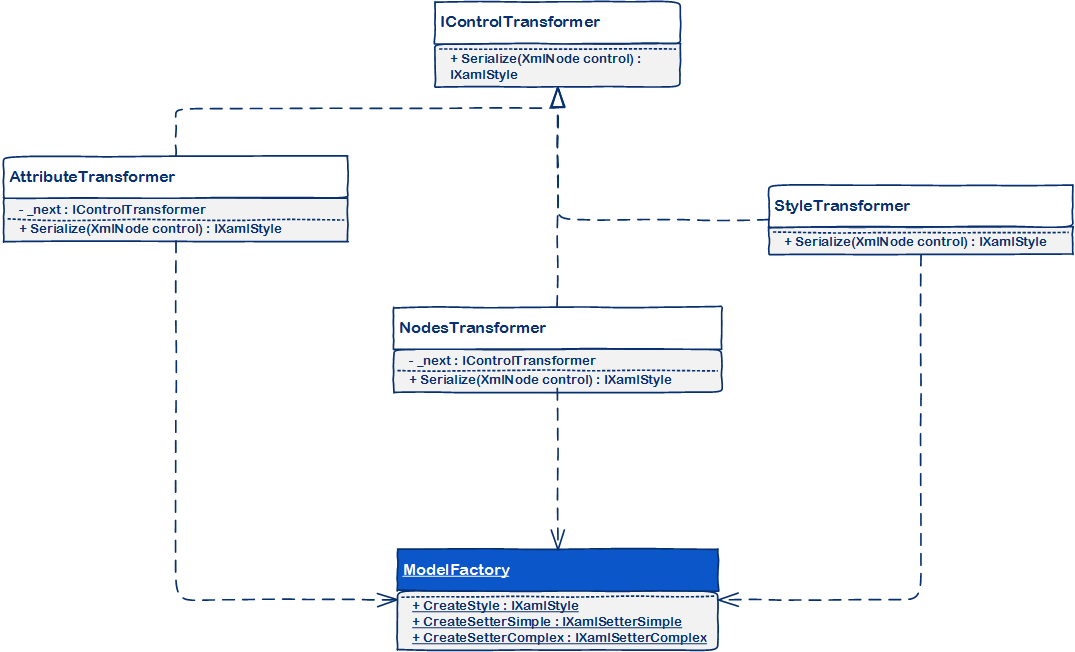 IControlTransformer
+ Serialize(XmlNode control) :
IXamlStyle
AttributeTransformer
- _next : IControlTransformer
+ Serialize(XmlNode control) : IXamlStyle
StyleTransformer
+ Serialize(XmlNode control) : IXamlStyle
NodesTransformer
- _next : IControlTransformer
+ Serialize(XmlNode control) : IXamlStyle
ModelFactory
+ CreateStyle : IXamlStyle
+ CreateSetterSimple : IXamlSetterSimple
+ CreateSetterComplex : IXamlSetterComplex